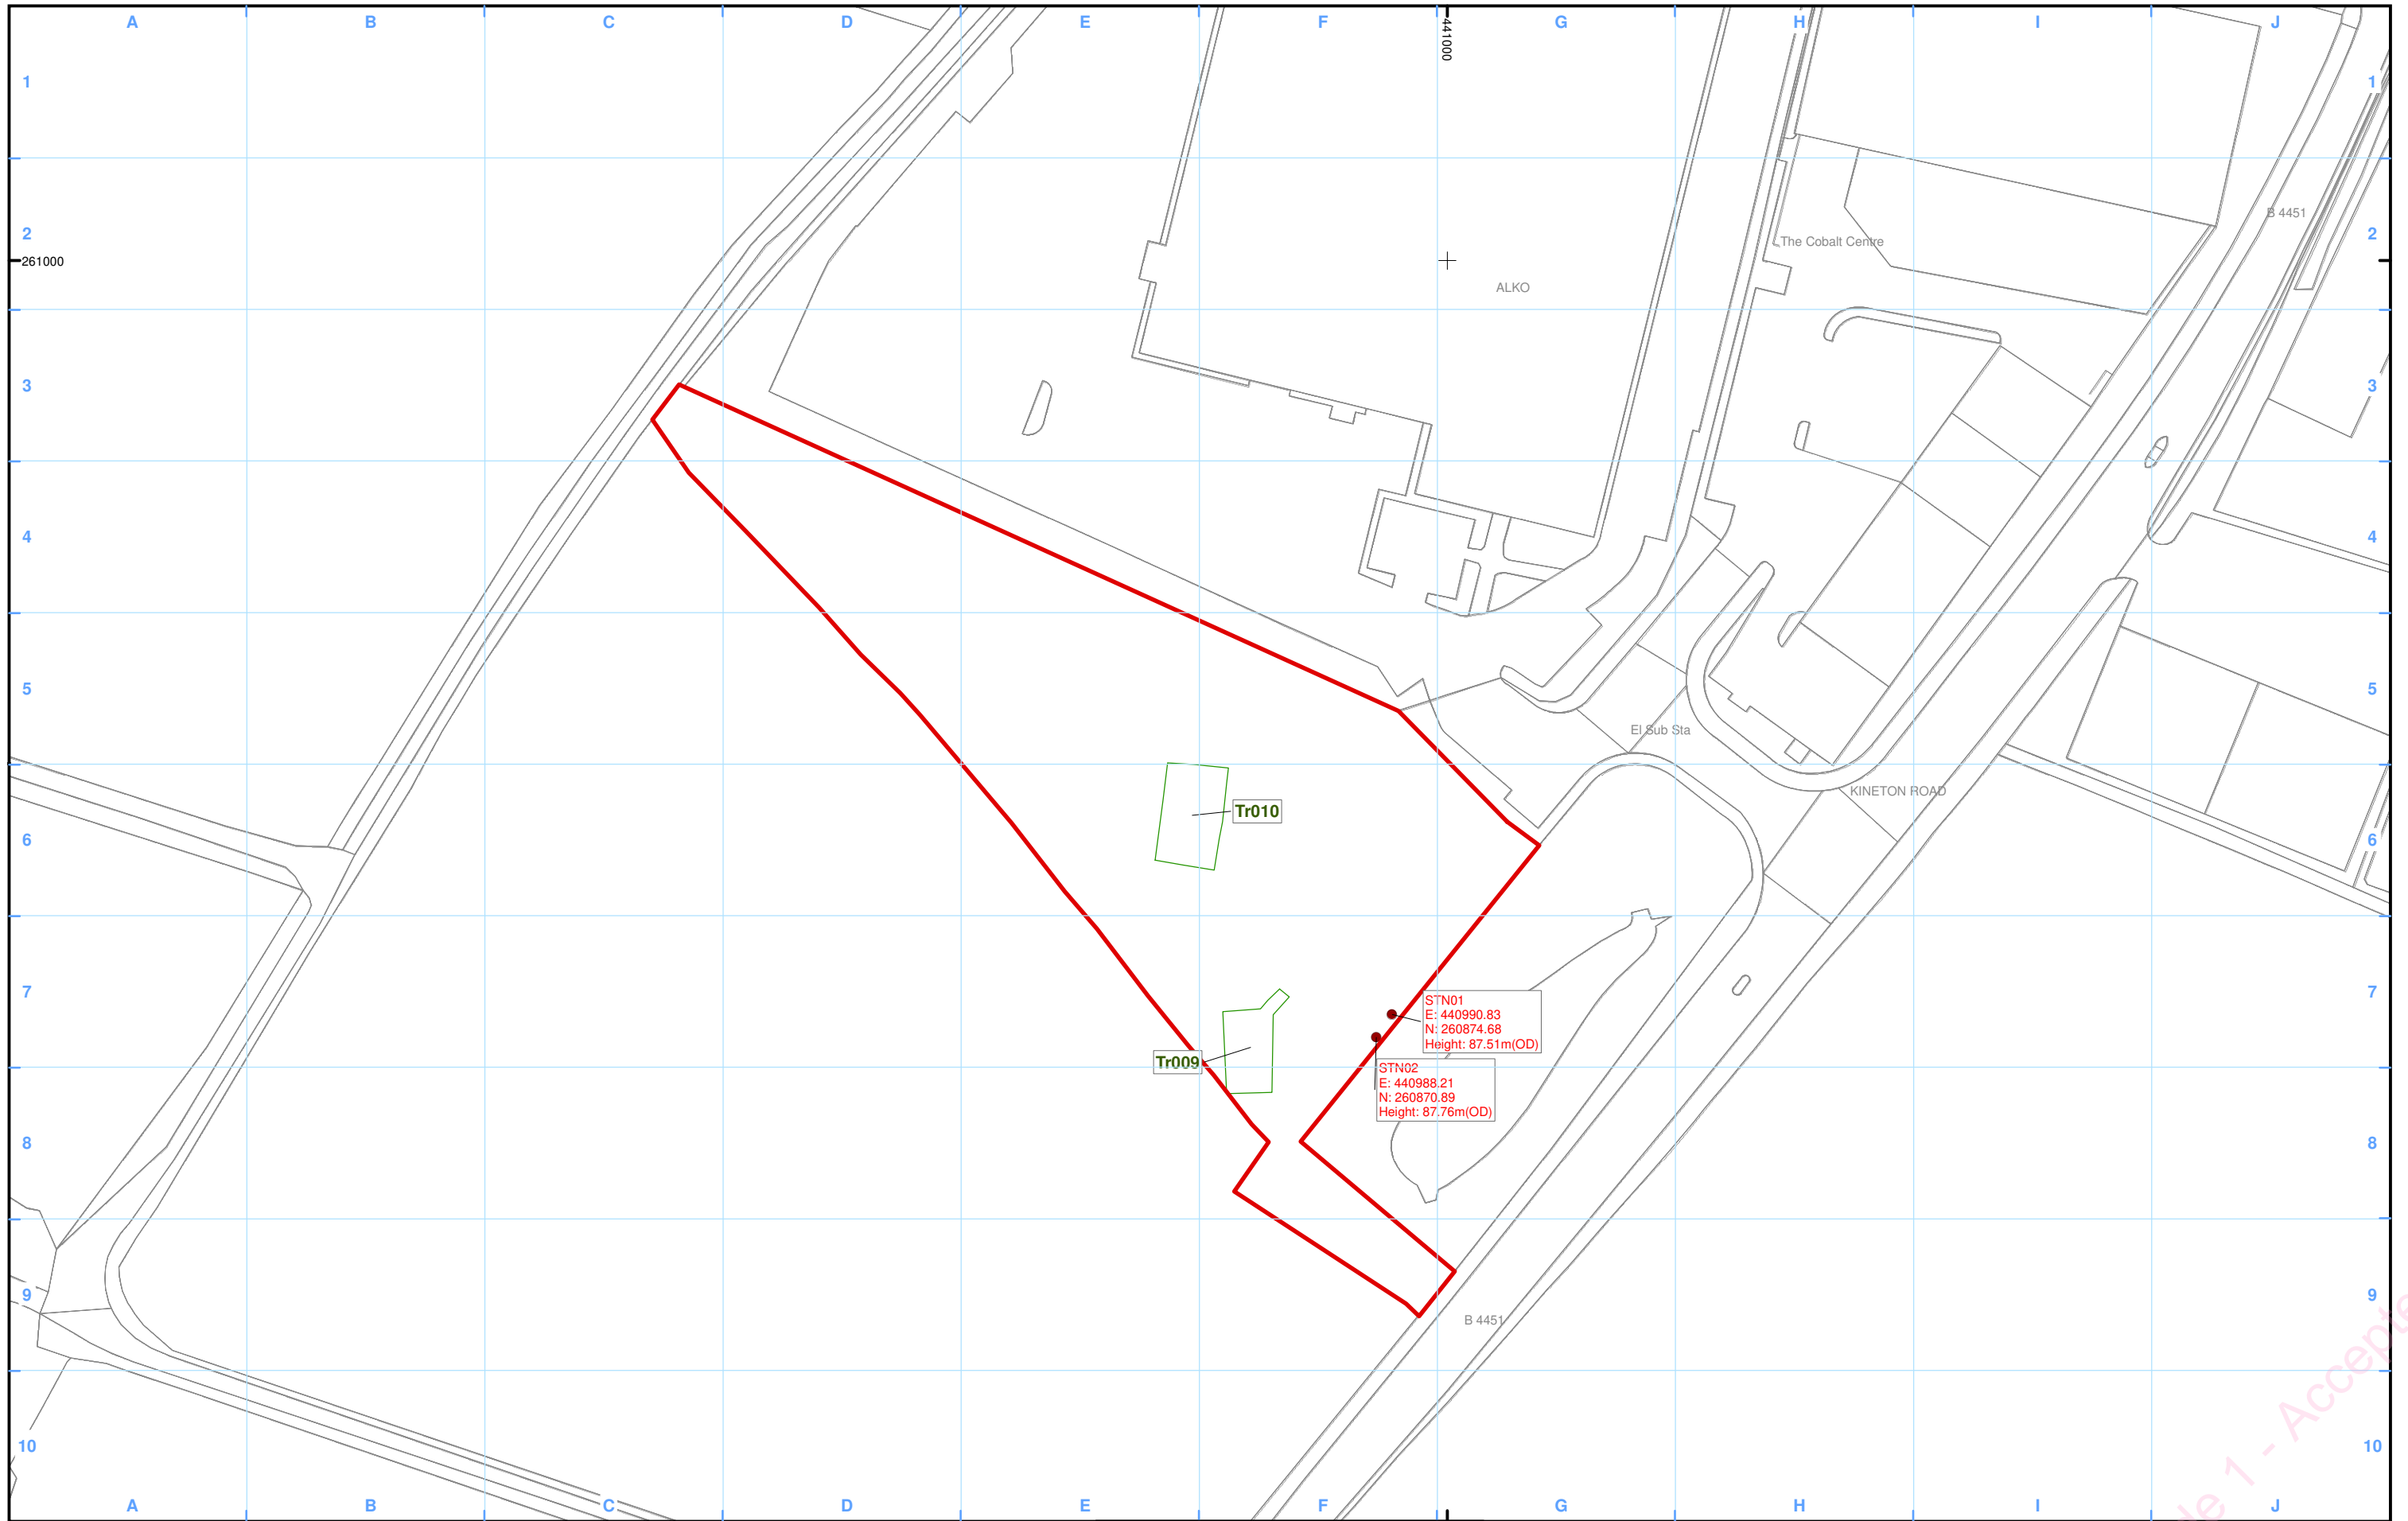 A B C D E F G H I J
441000
1 1
B 4451
2 2
The Cobalt Centre
261000
ALKO
3 3
4 4
5 5
El Sub Sta
KINETON ROAD
Tr010
6 6
7 7
STN01
E: 440990.83
N: 260874.68
Height: 87.51m(OD)
Tr009
STN02
E: 440988.21
N: 260870.89
Height: 87.76m(OD)
8 8
9 9
B 4451
10 10
1 - Accepte
A B C D E F G H I J